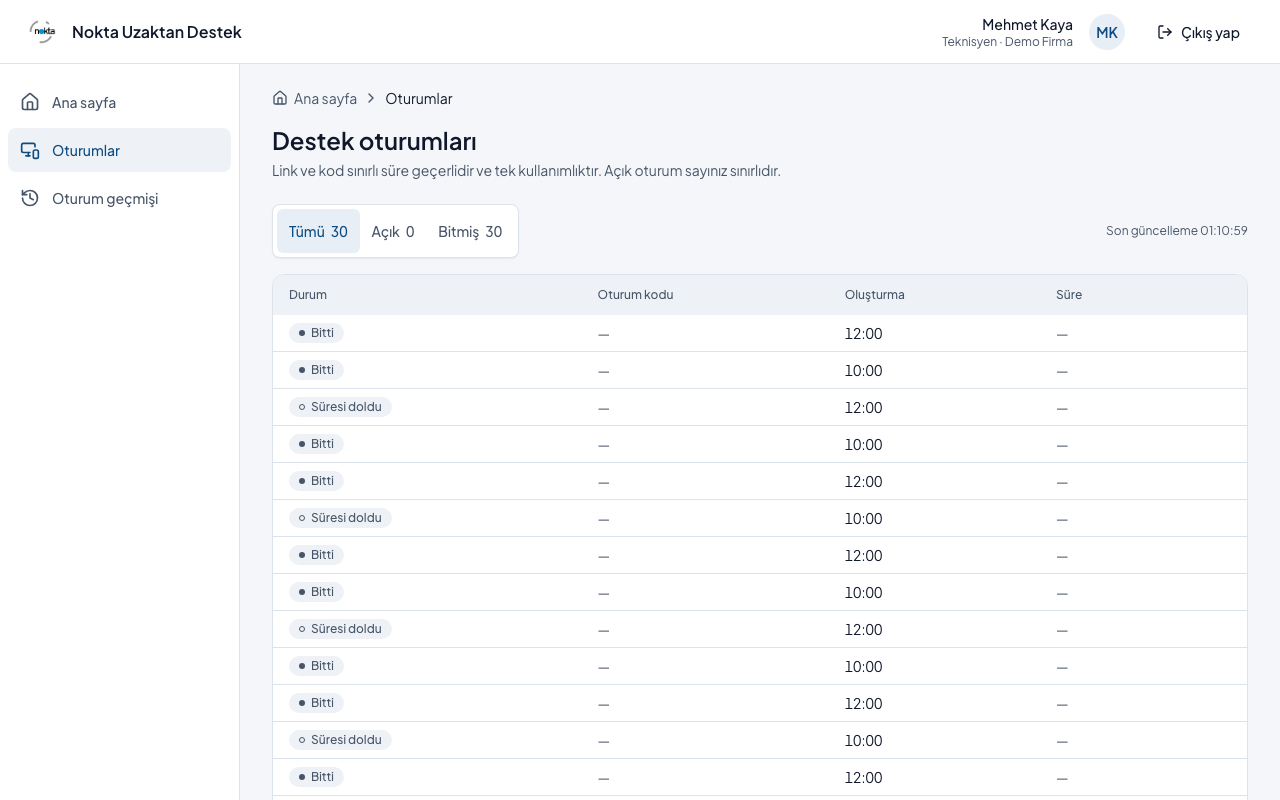 nokta
Nokta Uzaktan Destek
Mehmet Kaya
Teknisyen · Demo Firma
MK
Çıkış yap
Ana sayfa
Oturumlar
Oturum geçmişi
Ana sayfa > Oturumlar
Destek oturumları
Link ve kod sınırlı süre geçerlidir ve tek kullanımlıktır. Açık oturum sayınız sınırlıdır.
Tümü 30 Açık 0 Bitmiş 30
Son güncelleme 01:10:59
Durum Oturum kodu Oluşturma Süre
Bitti — 12:00 —
Bitti — 10:00 —
Süresi doldu — 12:00 —
Bitti — 10:00 —
Bitti — 12:00 —
Süresi doldu — 10:00 —
Bitti — 12:00 —
Bitti — 10:00 —
Süresi doldu — 12:00 —
Bitti — 10:00 —
Bitti — 12:00 —
Süresi doldu — 10:00 —
Bitti — 12:00 —